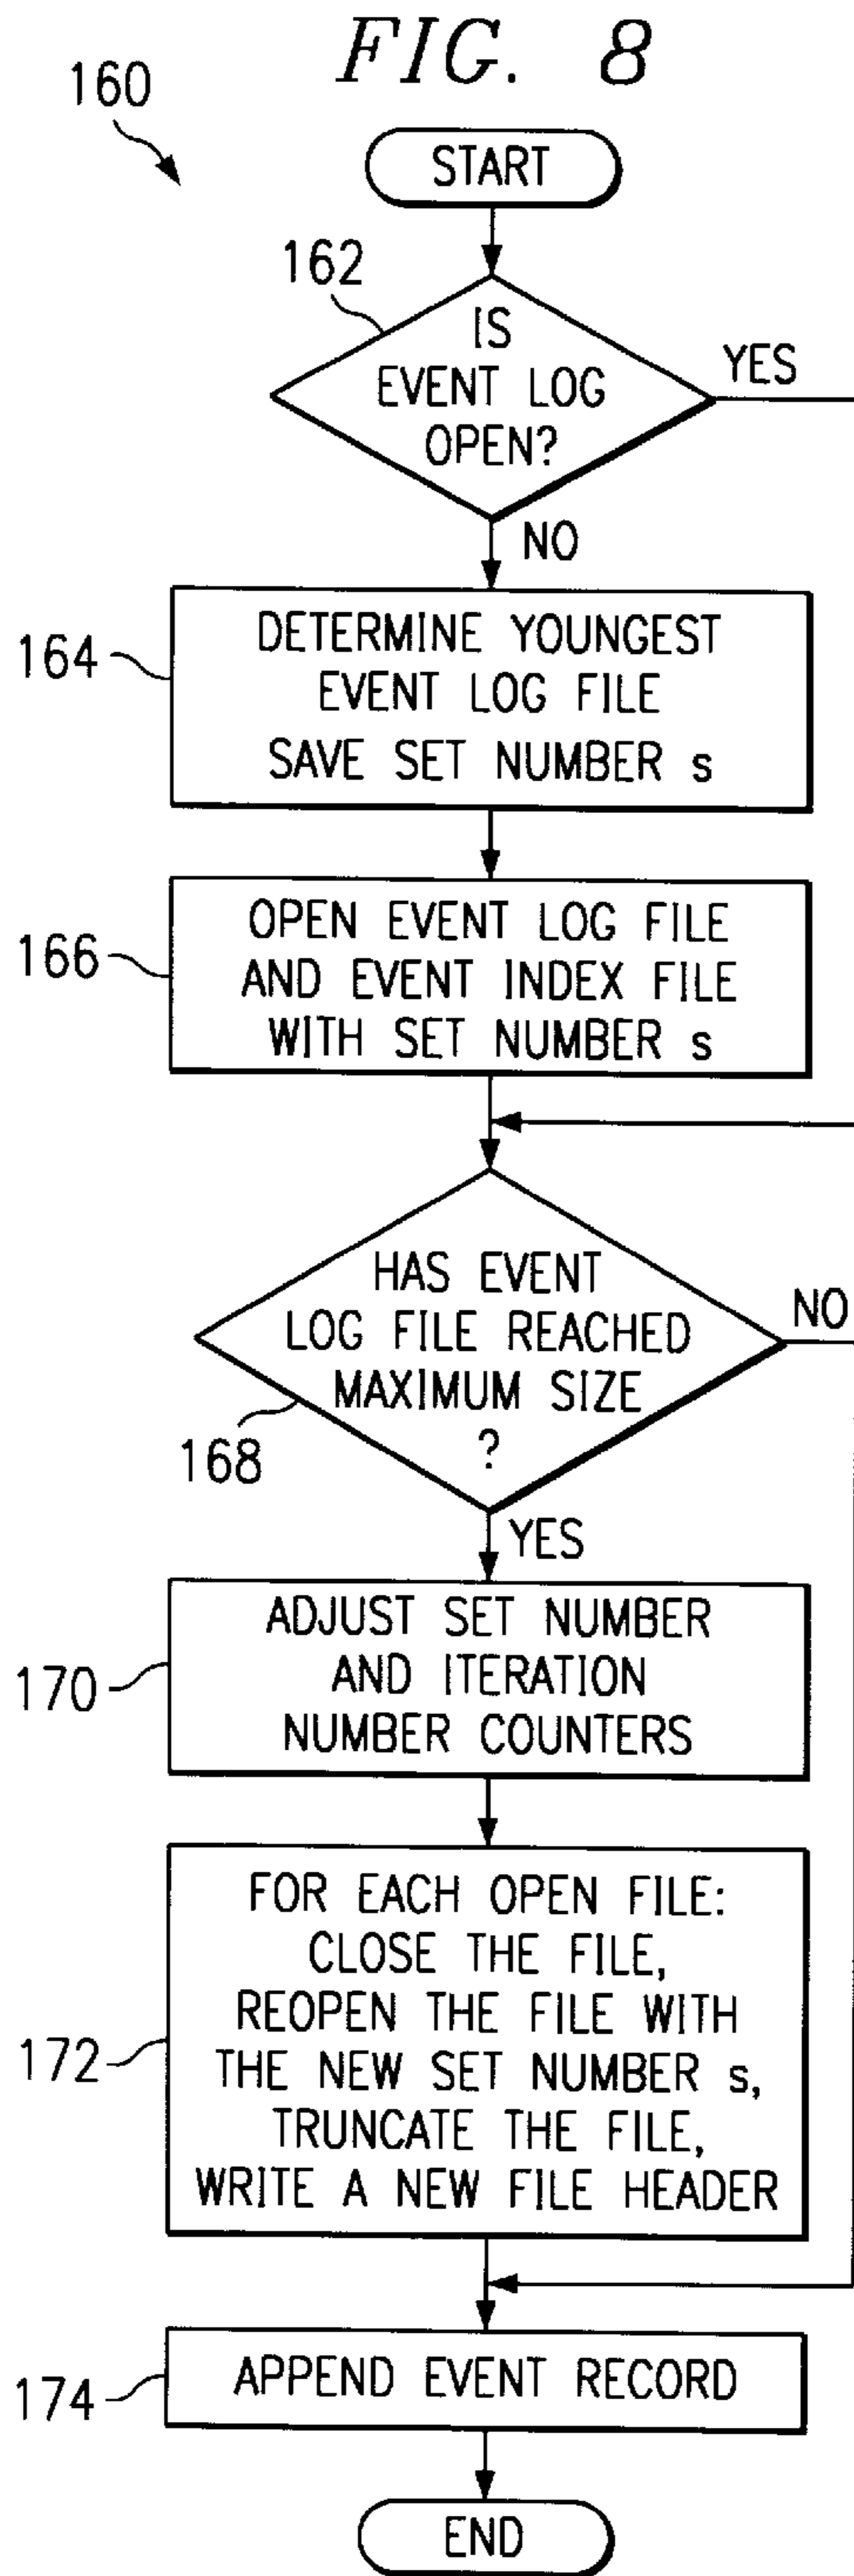 FIG. 8
160
START
162
IS
EVENT LOG
OPEN?
YES
NO
164
DETERMINE YOUNGEST
EVENT LOG FILE
SAVE SET NUMBER s
166
OPEN EVENT LOG FILE
AND EVENT INDEX FILE
WITH SET NUMBER s
HAS EVENT
LOG FILE REACHED
MAXIMUM SIZE
?
NO
168
YES
170
ADJUST SET NUMBER
AND ITERATION
NUMBER COUNTERS
172
FOR EACH OPEN FILE:
CLOSE THE FILE,
REOPEN THE FILE WITH
THE NEW SET NUMBER s,
TRUNCATE THE FILE,
WRITE A NEW FILE HEADER
174
APPEND EVENT RECORD
END